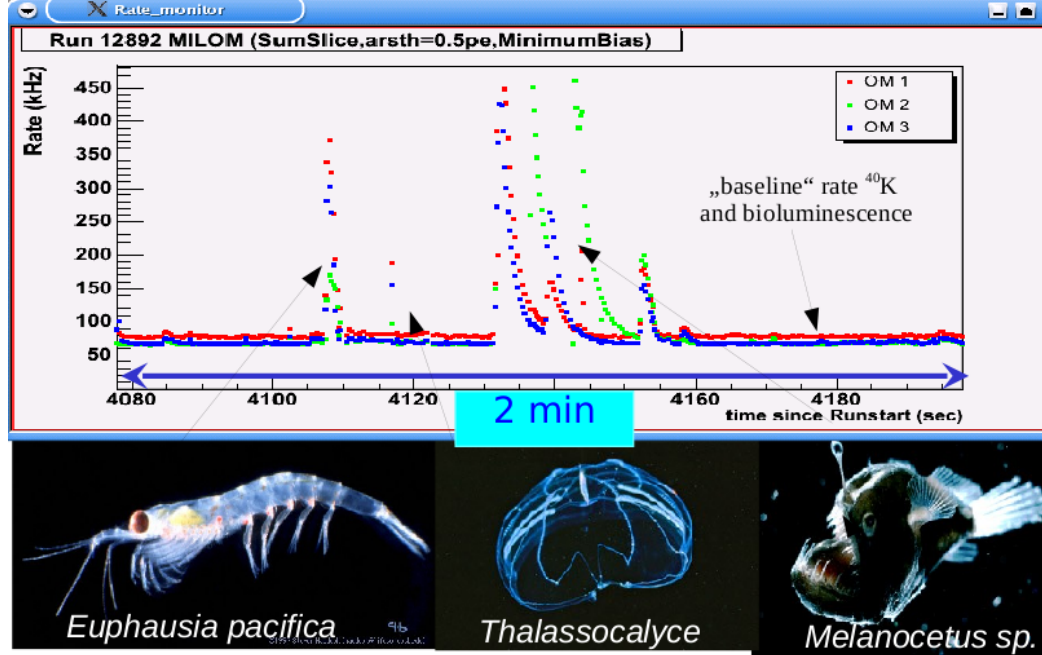 Rate_monitor
Run 12892 MILOM (SumSlice,arsth=0.5pe,MinimumBias)
Rate (kHz)
450
400
350
300
250
200
150
100
50
OM 1
OM 2
OM 3
„baseline“ rate ⁴⁰K
and bioluminescence
4080
4100
4120
4160
4180
time since Runstart (sec)
2 min
Euphausia pacifica
Thalassocalyce
Melanocetus sp.